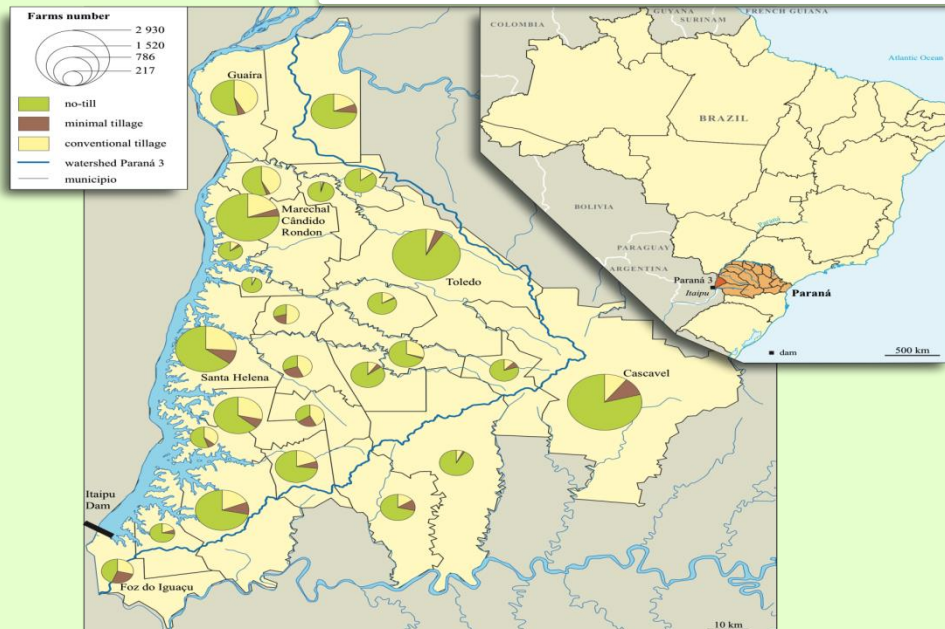 Farms number
2 930
1 520
786
217
no-till
minimal tillage
conventional tillage
watershed Paraná 3
município
Guaíra
Marechal
Cândido
Rondon
Toledo
Santa Helena
Cascavel
Itaipu
Dam
Foz do Iguaçu
10 km
COLOMBIA
GUYANA
SURINAM
FRENCH GUIANA
Atlantic Ocean
BRAZIL
BOLIVIA
Paraná
PARAGUAY
ARGENTINA
Paraná 3
Itaipu
Paraná
dam
500 km